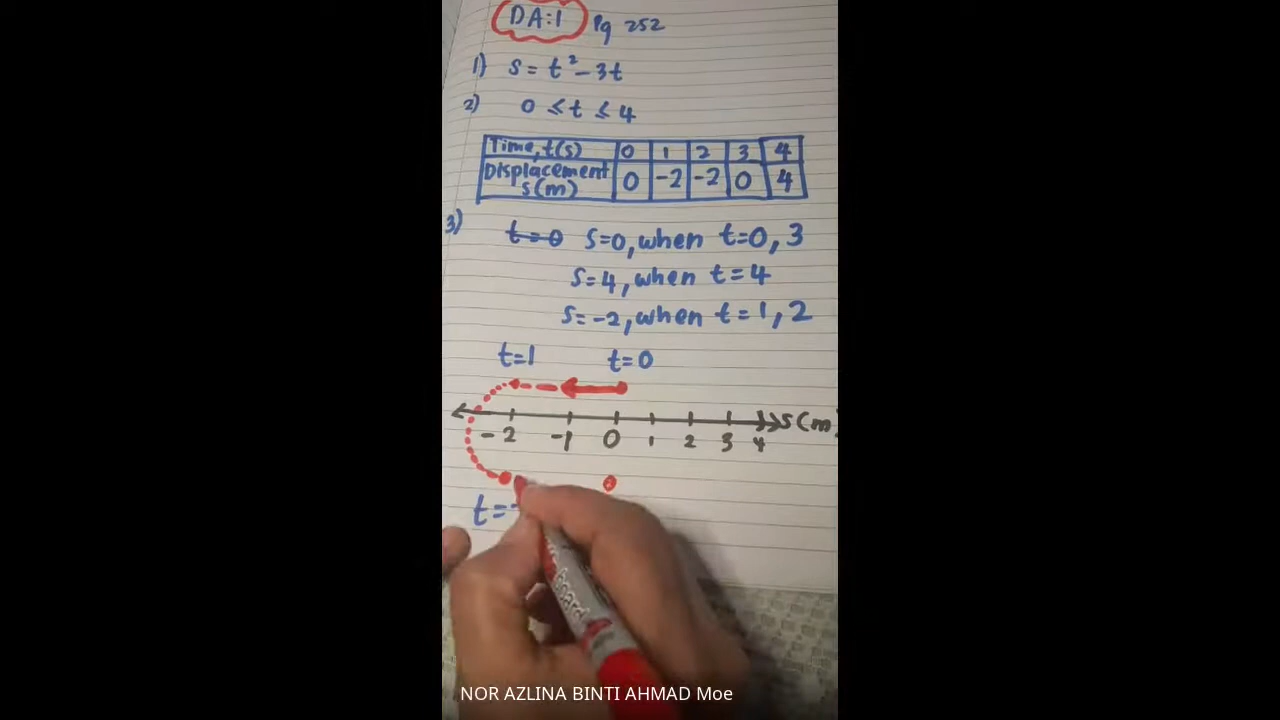 DA:1 Pg 252
1) s = t² - 3t
2) 0 ≤ t ≤ 4
Time, t(s) 0 1 2 3 4
Displacement s(m) 0 -2 -2 0 4
3) t = 0 s=0, when t=0, 3
s=4, when t=4
s=-2, when t=1, 2
t=1 t=0
-2 -1 0 1 2 3 4 s(m
t=
board
NOR AZLINA BINTI AHMAD Moe